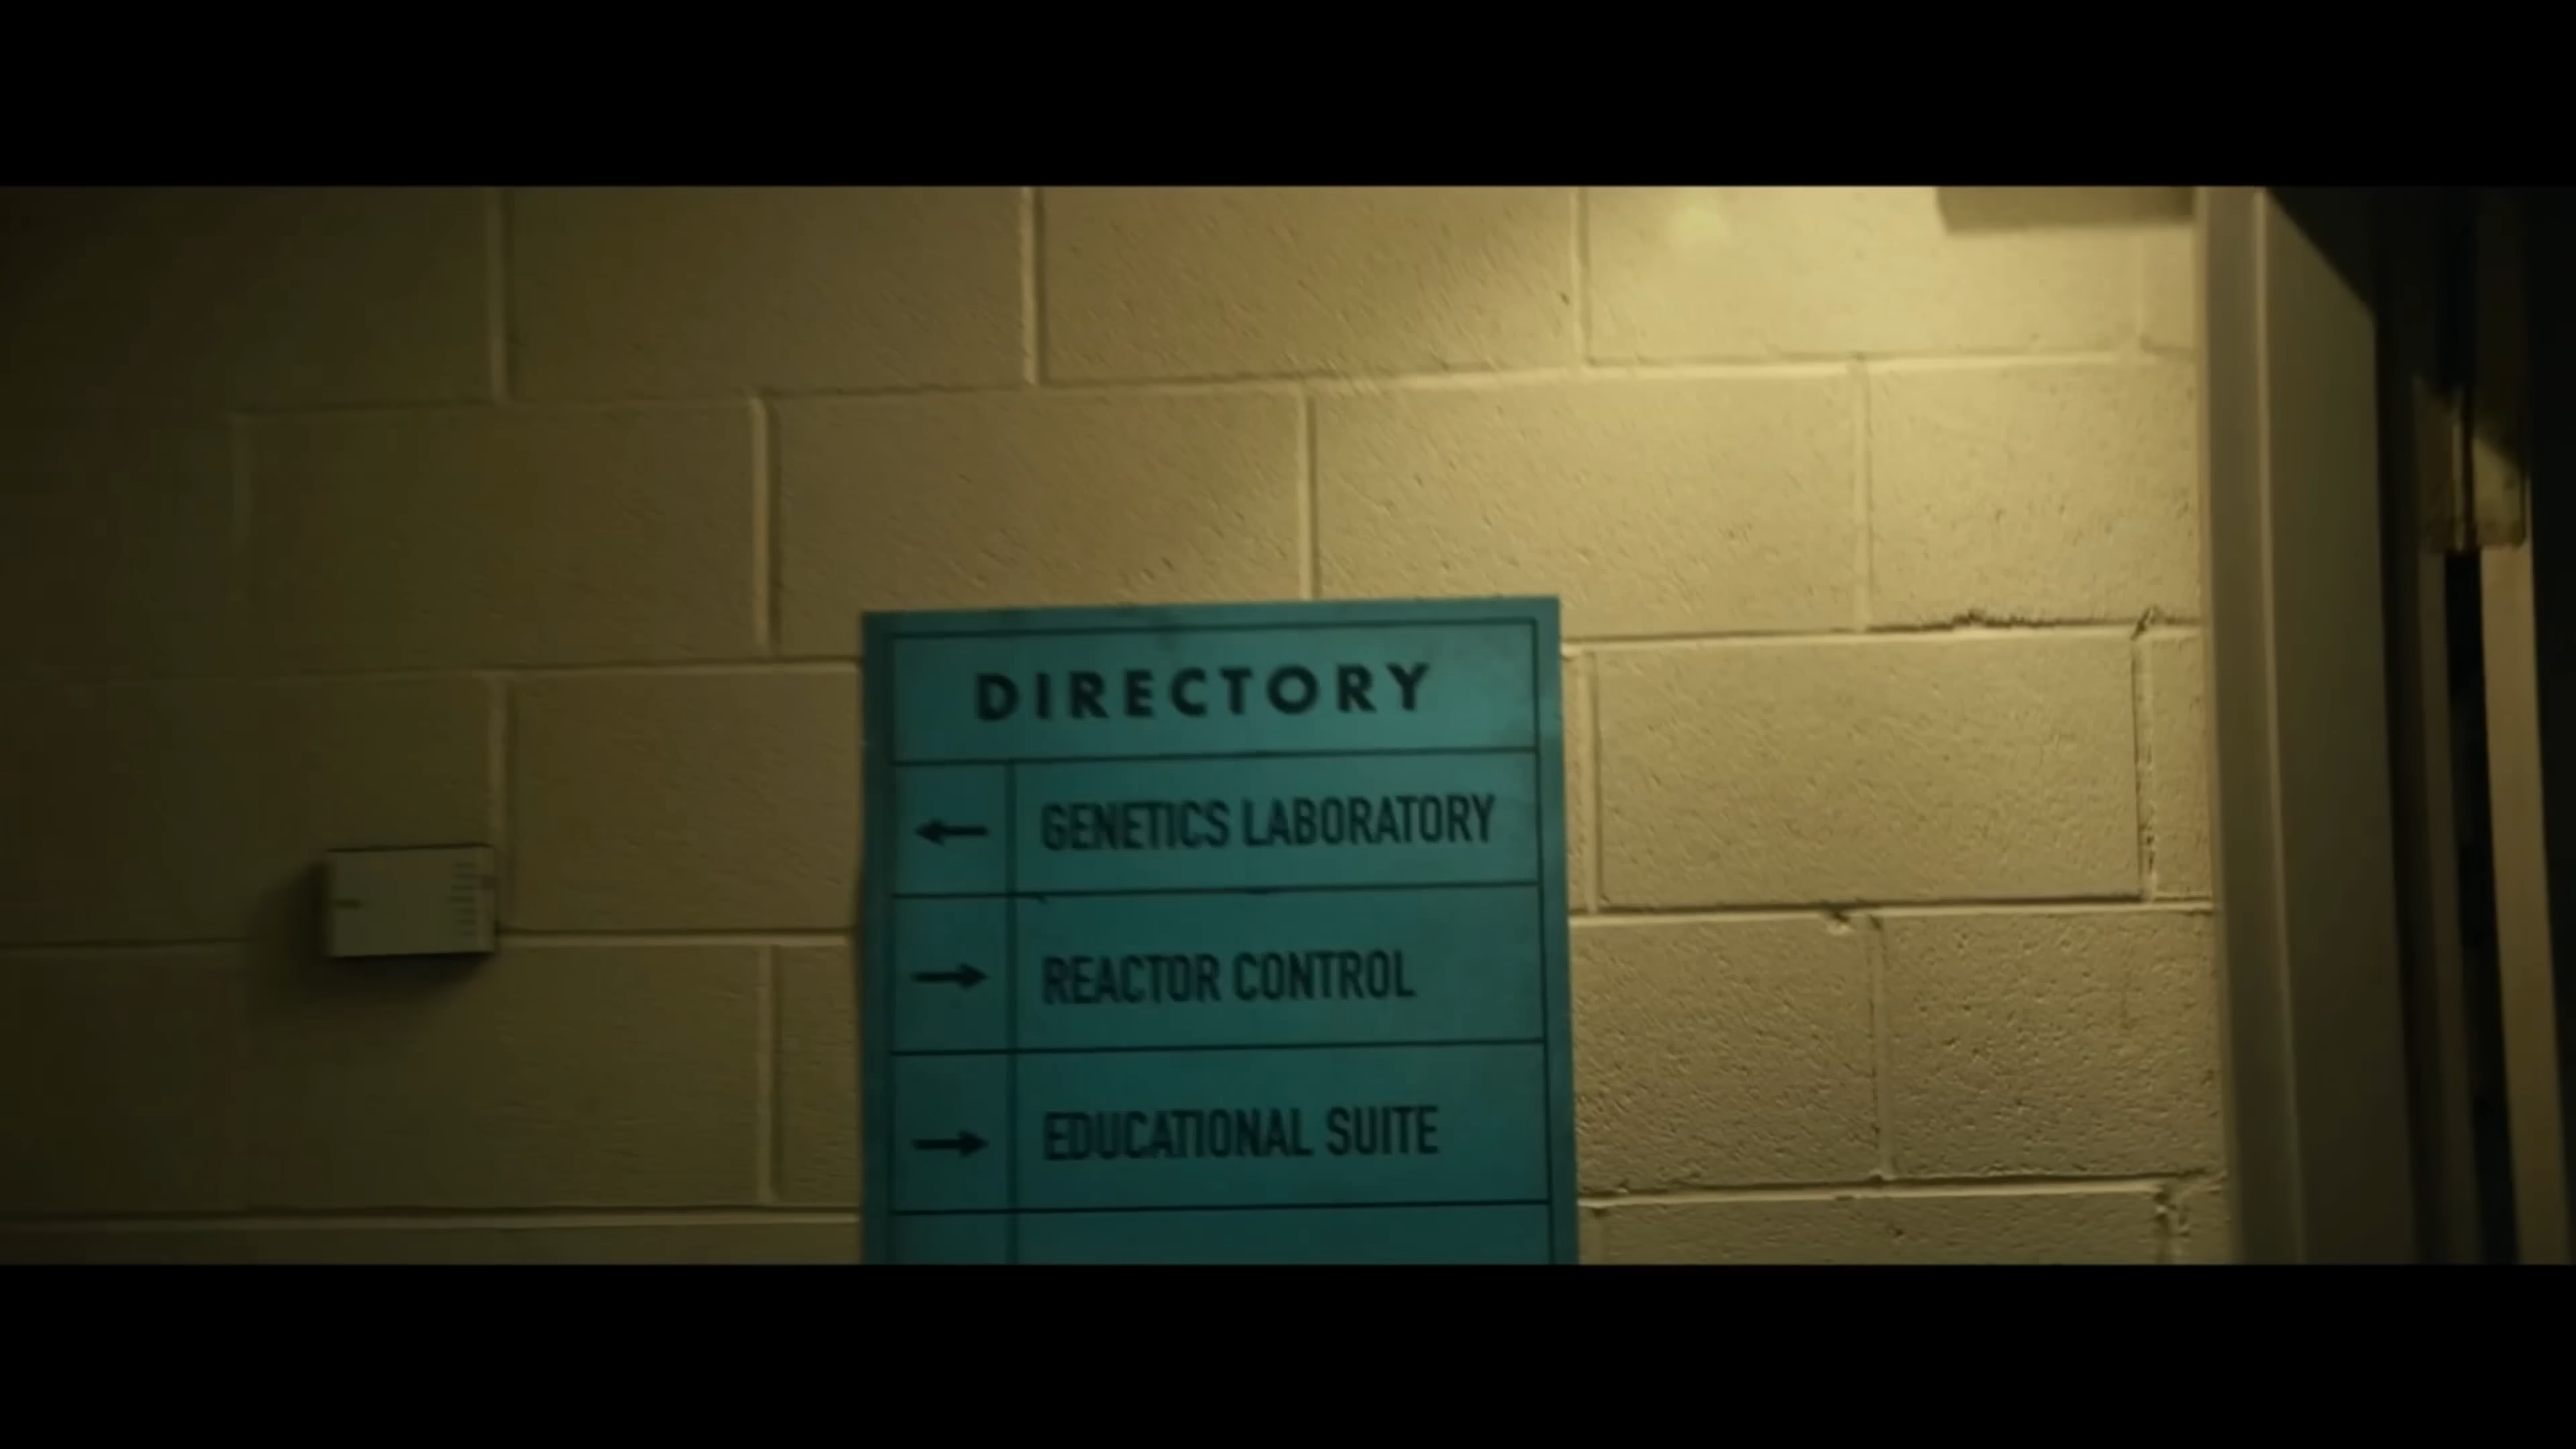 DIRECTORY
← GENETICS LABORATORY
→ REACTOR CONTROL
→ EDUCATIONAL SUITE